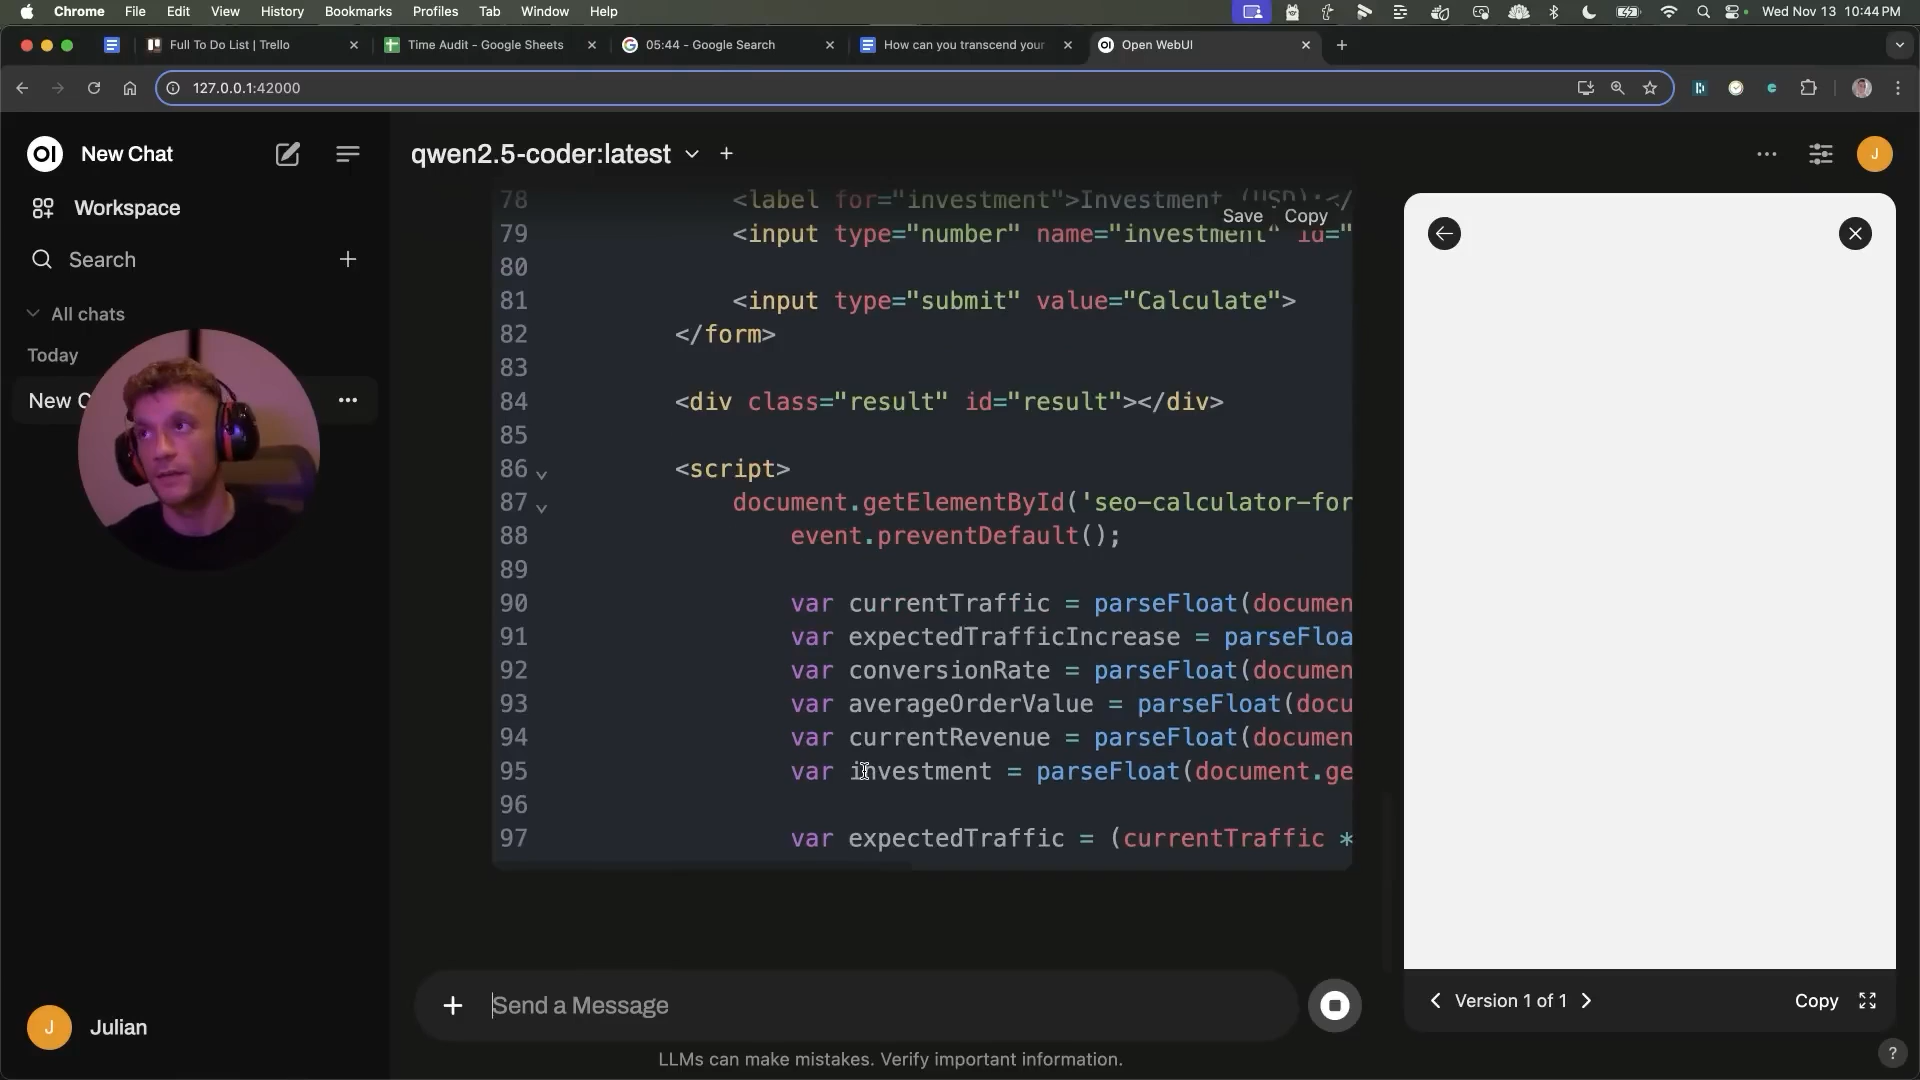 Chrome File Edit View History Bookmarks Profiles Tab Window Help Wed Nov 13 10:44 PM
Full To Do List | Trello
Time Audit - Google Sheets
05:44 - Google Search
How can you transcend your
Open WebUI
127.0.0.1:42000
OI New Chat
qwen2.5-coder:latest
J
Workspace
Search
All chats
Today
New C
Save Copy
78 <label for="investment">Investment (USD):</
79 <input type="number" name="investment" id="
80
81 <input type="submit" value="Calculate">
82 </form>
83
84 <div class="result" id="result"></div>
85
86 <script>
87 document.getElementById('seo-calculator-for
88 event.preventDefault();
89
90 var currentTraffic = parseFloat(documen
91 var expectedTrafficIncrease = parseFloa
92 var conversionRate = parseFloat(documen
93 var averageOrderValue = parseFloat(docu
94 var currentRevenue = parseFloat(documen
95 var investment = parseFloat(document.ge
96
97 var expectedTraffic = (currentTraffic *
Send a Message
Version 1 of 1
Copy
J Julian
LLMs can make mistakes. Verify important information.
?